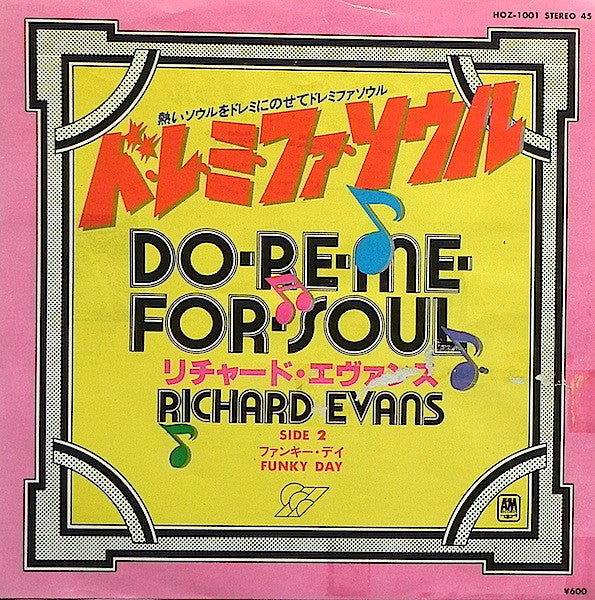 HOZ-1001 STEREO 45
熱いソウルをドレミにのせてドレミファソウル
ド・レ・ミ・ファ・ソウル
DO·RE·ME·
FOR·SOUL
リチャード・エヴァンス
RICHARD EVANS
SIDE 2
ファンキー・デイ
FUNKY DAY
AM
¥600